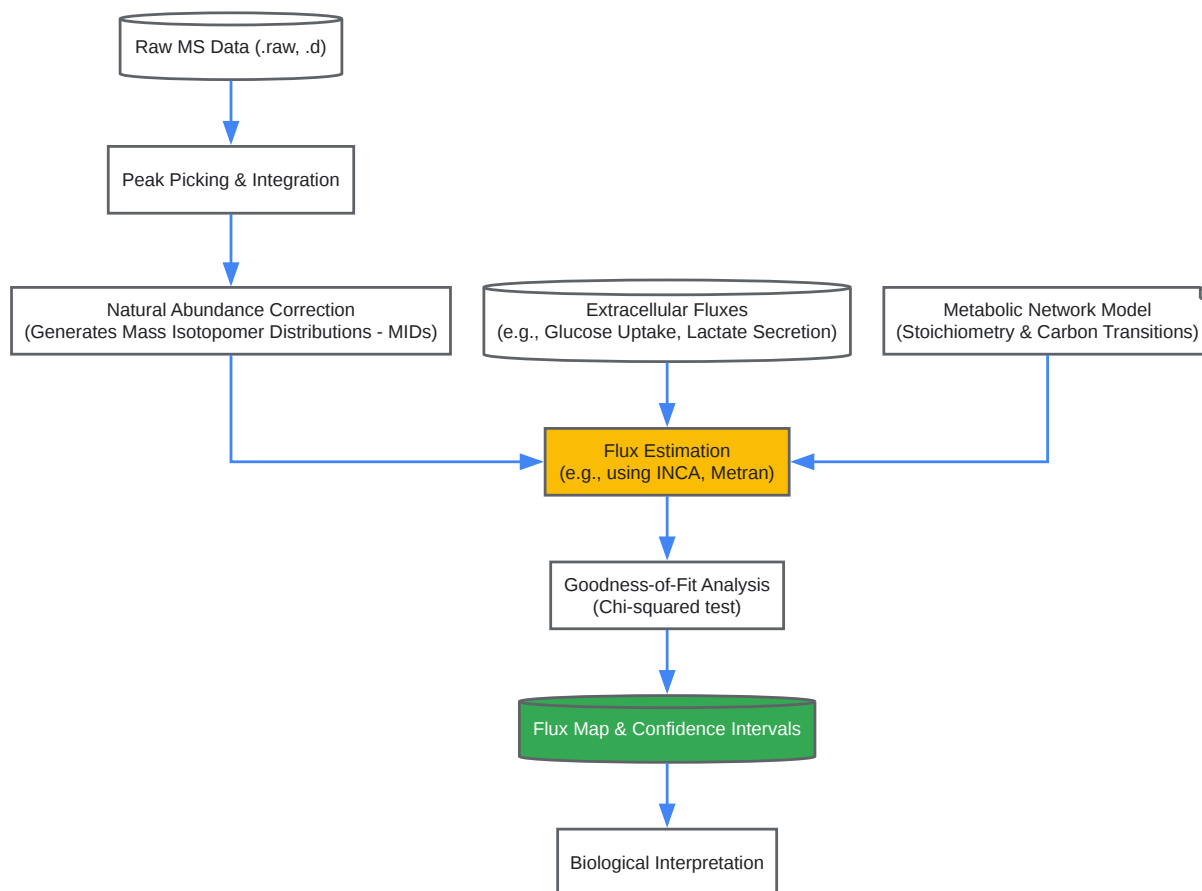 Raw MS Data (.raw, .d)
Peak Picking & Integration
Natural Abundance Correction
(Generates Mass Isotopomer Distributions - MIDs)
Extracellular Fluxes
(e.g., Glucose Uptake, Lactate Secretion)
Metabolic Network Model
(Stoichiometry & Carbon Transitions)
Flux Estimation
(e.g., using INCA, Metran)
Goodness-of-Fit Analysis
(Chi-squared test)
Flux Map & Confidence Intervals
Biological Interpretation